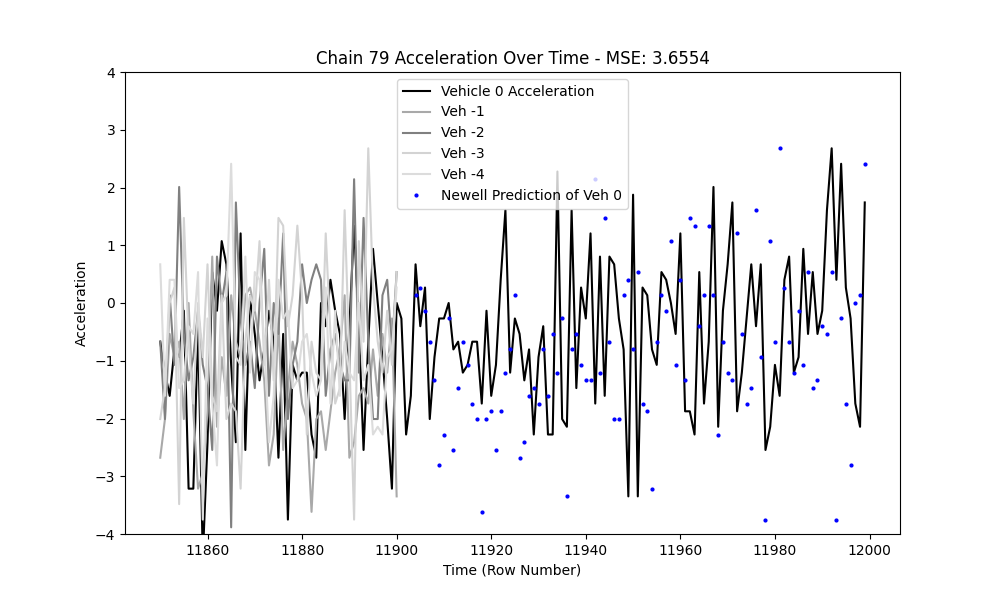 Chain 79 Acceleration Over Time - MSE: 3.6554
Acceleration
4
3
2
1
0
−1
−2
−3
−4
Vehicle 0 Acceleration
Veh -1
Veh -2
Veh -3
Veh -4
Newell Prediction of Veh 0
11860 11880 11900 11920 11940 11960 11980 12000
Time (Row Number)